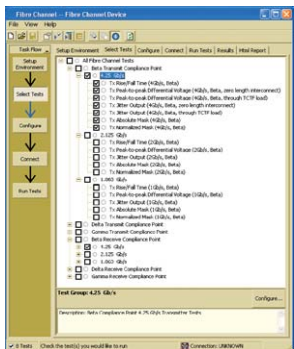 Fibre Channel -- Fibre Channel Device
File View Help
Task Flow
Setup Environment
Select Tests
Configure
Connect
Run Tests
Setup Environment Select Tests Configure Connect Run Tests Results Html Report
All Fibre Channel Tests
Beta Transmit Compliance Point
4.25 Gb/s
Tx Rise/Fall Time (4Gb/s, Beta)
Tx Peak-to-peak Differential Voltage (4Gb/s, Beta, zero length interconnect)
Tx Peak-to-peak Differential Voltage (4Gb/s, Beta, through TCTF load)
Tx Jitter Output (4Gb/s, Beta, zero length interconnect)
Tx Jitter Output (4Gb/s, Beta, through TCTF load)
Tx Absolute Mask (4Gb/s, Beta)
Tx Normalized Mask (4Gb/s, Beta)
2.125 Gb/s
Tx Rise/Fall Time (2Gb/s, Beta)
Tx Peak-to-peak Differential Voltage (2Gb/s, Beta)
Tx Jitter Output (2Gb/s, Beta)
Tx Absolute Mask (2Gb/s, Beta)
Tx Normalized Mask (2Gb/s, Beta)
1.063 Gb/s
Tx Rise/Fall Time (1Gb/s, Beta)
Tx Peak-to-peak Differential Voltage (1Gb/s, Beta)
Tx Jitter Output (1Gb/s, Beta)
Tx Absolute Mask (1Gb/s, Beta)
Tx Normalized Mask (1Gb/s, Beta)
Delta Transmit Compliance Point
Gamma Transmit Compliance Point
Beta Receive Compliance Point
4.25 Gb/s
2.125 Gb/s
1.063 Gb/s
Delta Receive Compliance Point
Gamma Receive Compliance Point
Test Group: 4.25 Gb/s
Configure...
Description: Beta Compliance Point 4.25 Gb/s Transmitter Tests
8 Tests Check the test(s) you would like to run Connection: UNKNOWN